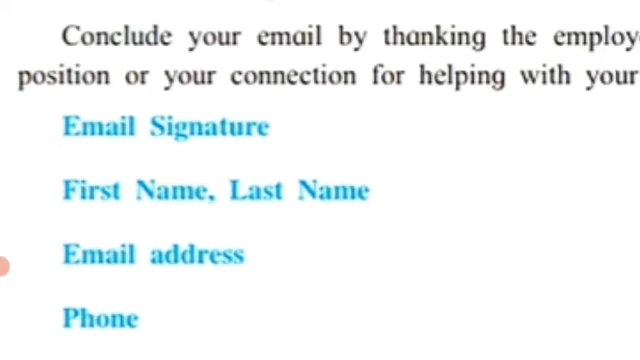 Conclude your email by thanking the
position or your connection for helping with your
Email Signature
First Name, Last Name
Email address
Phone